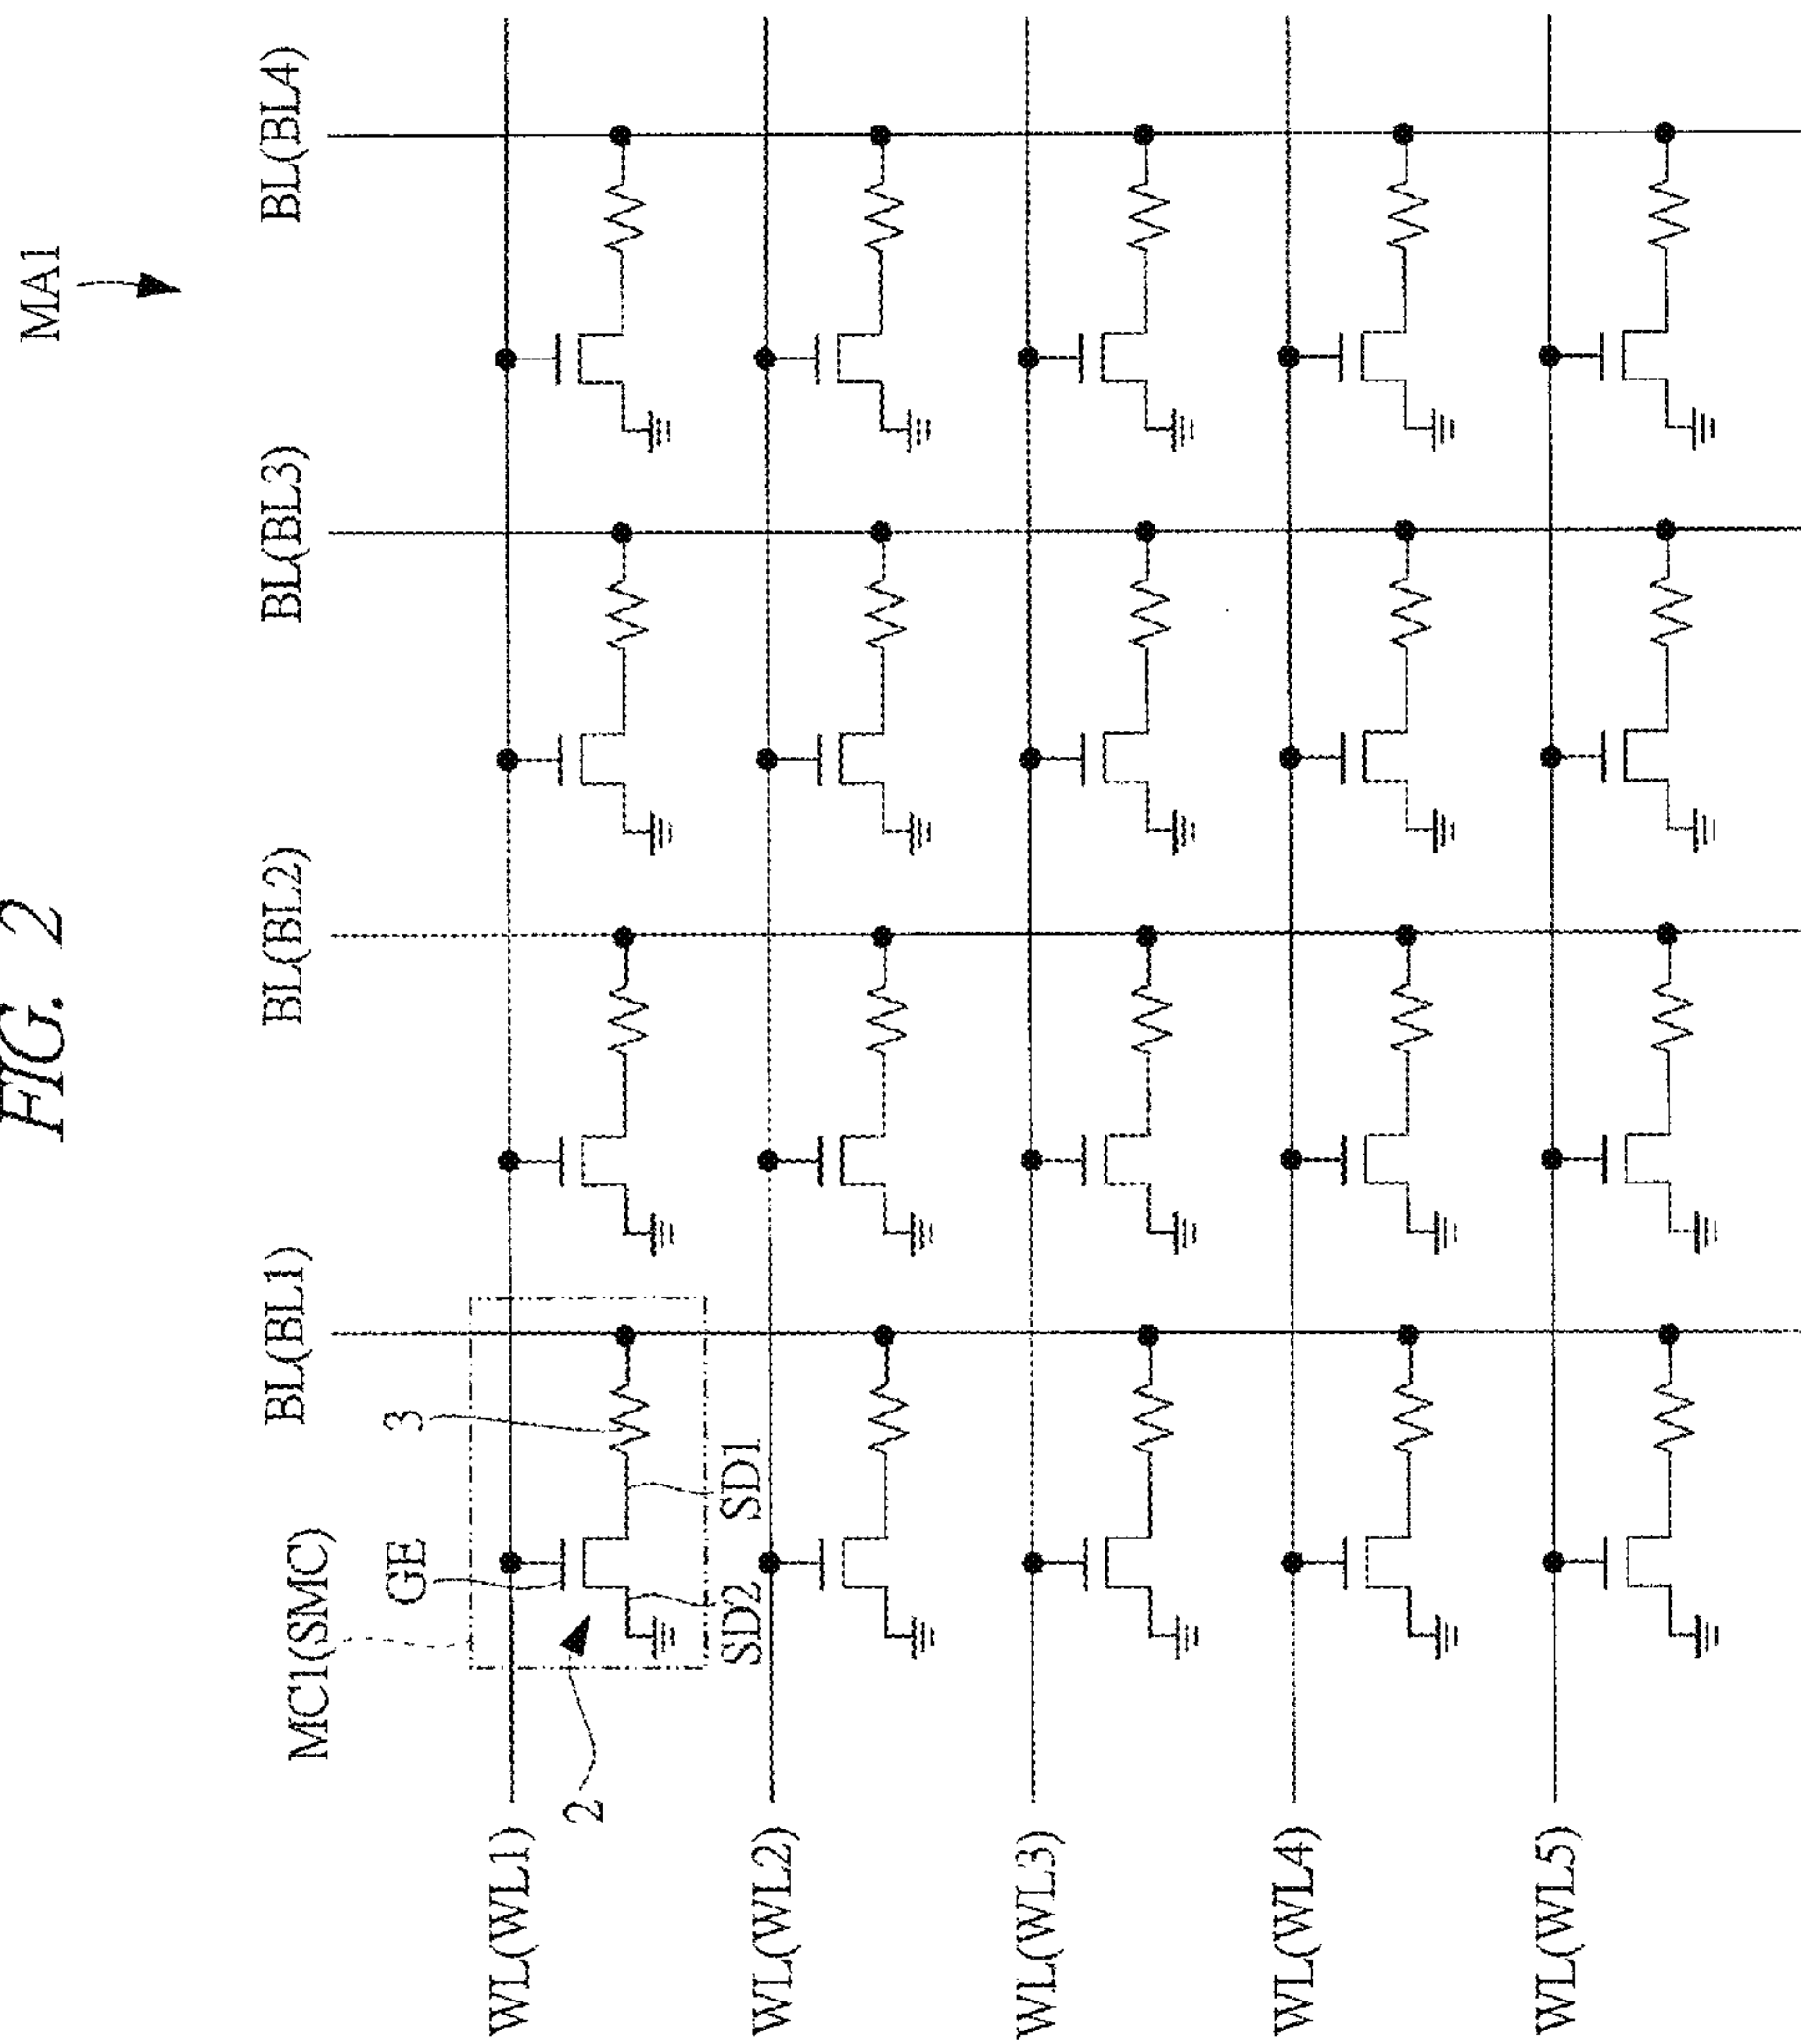 FIG. 2
MA1
MC1(SMC)
BL(BL1)
BL(BL2)
BL(BL3)
BL(BL4)
GE
3
WL(WL1)
2
SD2
SD1
WL(WL2)
WL(WL3)
WL(WL4)
WL(WL5)